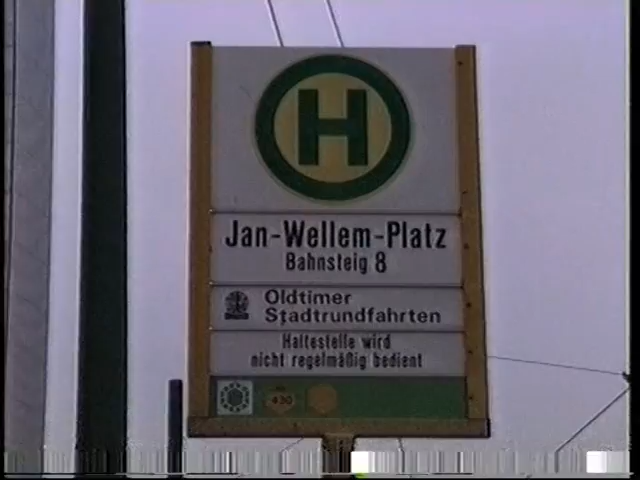 H
Jan-Wellem-Platz
Bahnsteig 8
Oldtimer
Stadtrundfahrten
Haltestelle wird
nicht regelmäßig bedient
430